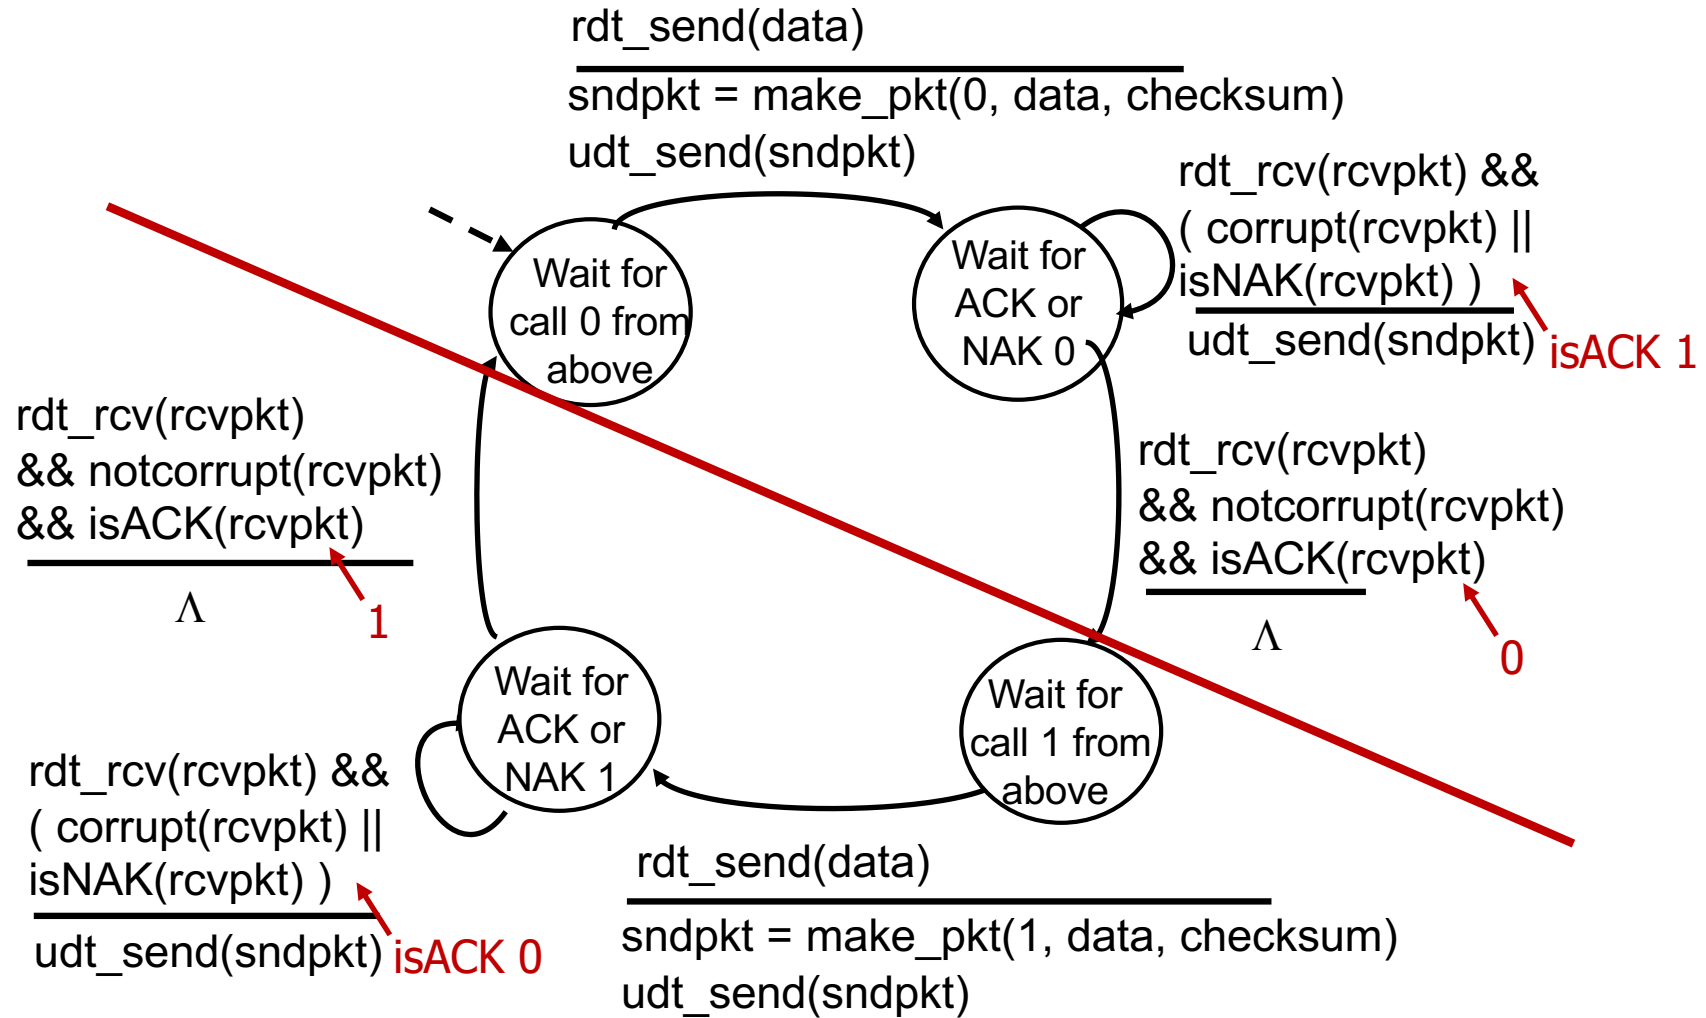 rdt_send(data)
sndpkt = make_pkt(0, data, checksum)
udt_send(sndpkt)
rdt_rcv(rcvpkt) &&
( corrupt(rcvpkt) ||
isNAK(rcvpkt) )
udt_send(sndpkt)
isACK 1
Wait for
call 0 from
above
Wait for
ACK or
NAK 0
rdt_rcv(rcvpkt)
&& notcorrupt(rcvpkt)
&& isACK(rcvpkt)
Λ
1
rdt_rcv(rcvpkt)
&& notcorrupt(rcvpkt)
&& isACK(rcvpkt)
Λ
0
Wait for
ACK or
NAK 1
Wait for
call 1 from
above
rdt_rcv(rcvpkt) &&
( corrupt(rcvpkt) ||
isNAK(rcvpkt) )
udt_send(sndpkt)
isACK 0
rdt_send(data)
sndpkt = make_pkt(1, data, checksum)
udt_send(sndpkt)